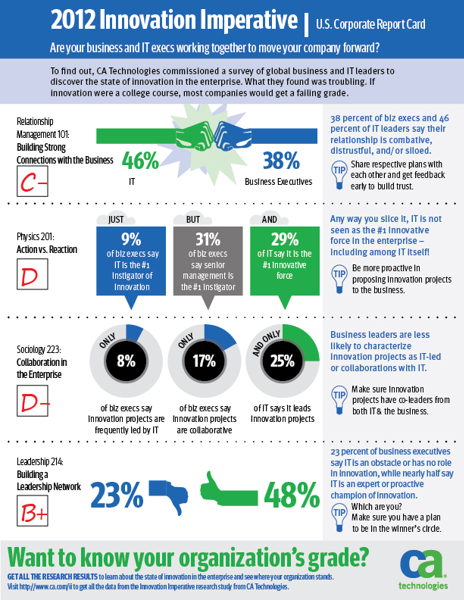 2012 Innovation Imperative | U.S. Corporate Report Card
Are your business and IT execs working together to move your company forward?
To find out, CA Technologies commissioned a survey of global business and IT leaders to
discover the state of innovation in the enterprise. What they found was troubling. If
innovation were a college course, most companies would get a failing grade.
Relationship
Management 101:
Building Strong
Connections with the Business
C-
46%
IT
38%
Business Executives
38 percent of biz execs and 46
percent of IT leaders say their
relationship is combative,
distrustful, and/or siloed.
TIP
Share respective plans with
each other and get feedback
early to build trust.
Physics 201:
Action vs. Reaction
D
JUST
9%
of biz execs say
IT is the #1
Instigator of
Innovation
BUT
31%
of biz execs
say senior
management is
the #1 Instigator
AND
29%
of IT say it is the
#1 Innovative
force
Any way you slice it, IT is not
seen as the #1 innovative
force in the enterprise –
including among IT itself!
TIP
Be more proactive in
proposing innovation projects
to the business.
Sociology 223:
Collaboration in
the Enterprise
D-
ONLY
8%
of biz execs say
innovation projects are
frequently led by IT
ONLY
17%
of biz execs say
innovation projects
are collaborative
AND ONLY
25%
of IT says it leads
innovation projects
Business leaders are less
likely to characterize
innovation projects as IT-led
or collaborations with IT.
TIP
Make sure innovation
projects have co-leaders from
both IT & the business.
Leadership 214:
Building a
Leadership Network
B+
23%
48%
23 percent of business executives
say IT is an obstacle or has no role
in innovation, while nearly half say
IT is an expert or proactive
champion of innovation.
TIP
Which are you?
Make sure you have a plan
to be in the winner's circle.
Want to know your organization's grade?
GET ALL THE RESEARCH RESULTS to learn about the state of innovation in the enterprise and see where your organization stands.
Visit http://www.ca.com/ii to get all the data from the Innovation Imperative research study from CA Technologies.
ca
technologies